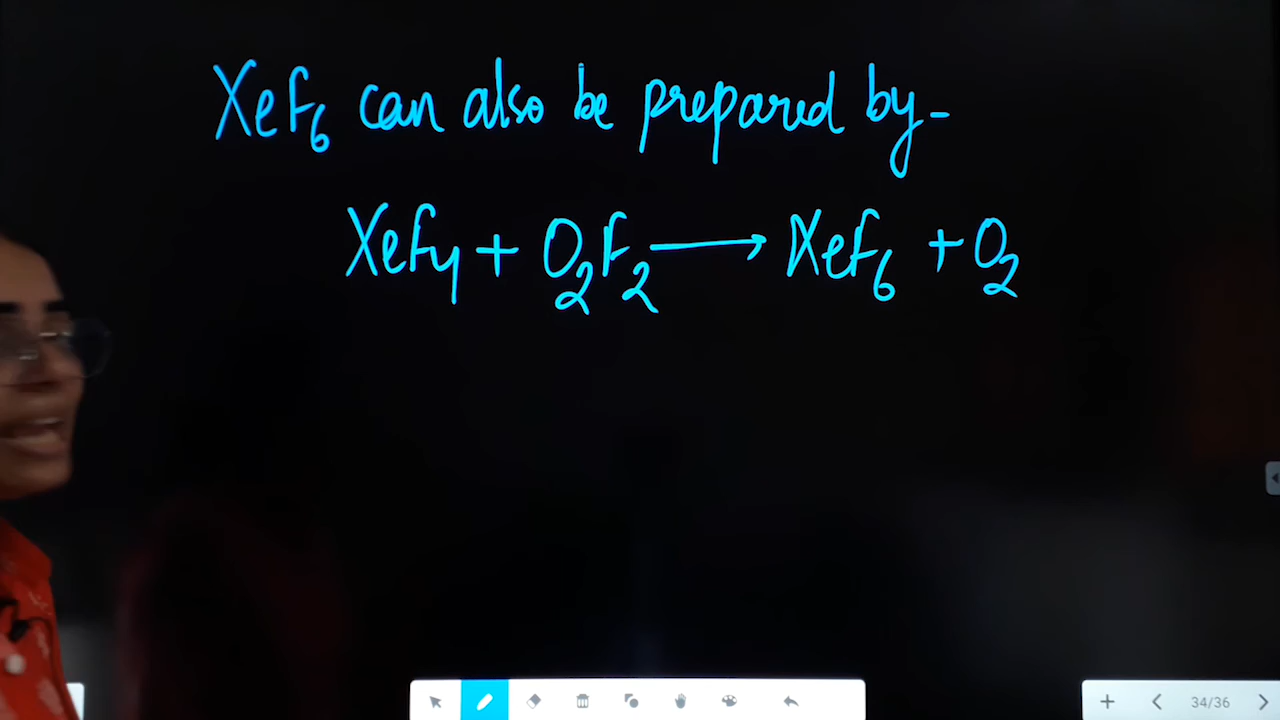 XeF6 can also be prepared by-
XeF4 + O2F2 ⟶ XeF6 + O2
34/36